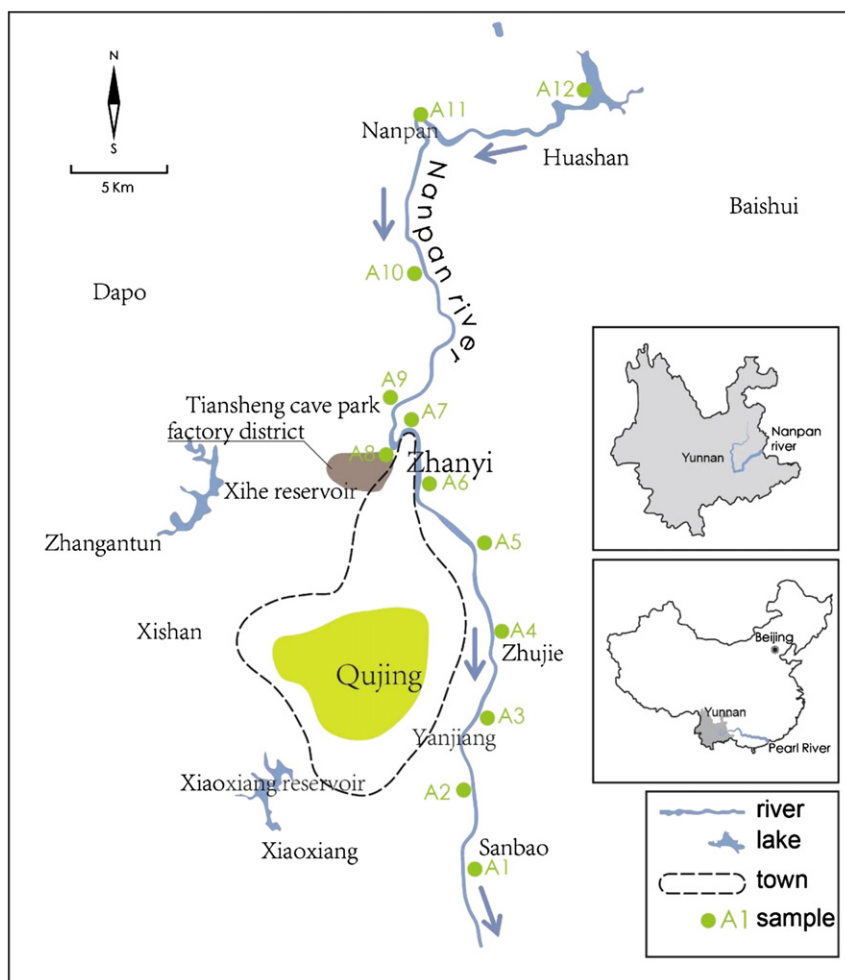 N
S
5 Km
A12
A11
Nanpan
Huashan
Nanpan river
Baishui
A10
Dapo
A9
Tiansheng cave park
A7
factory district
A8
Zhanyi
Xihe reservoir
A6
Zhangantun
A5
Xishan
A4
Zhujie
Qujing
A3
Yanjiang
Xiaoxiang reservoir
A2
Xiaoxiang
Sanbao
A1
Nanpan
river
Yunnan
Beijing
Yunnan
Pearl River
river
lake
town
A1 sample